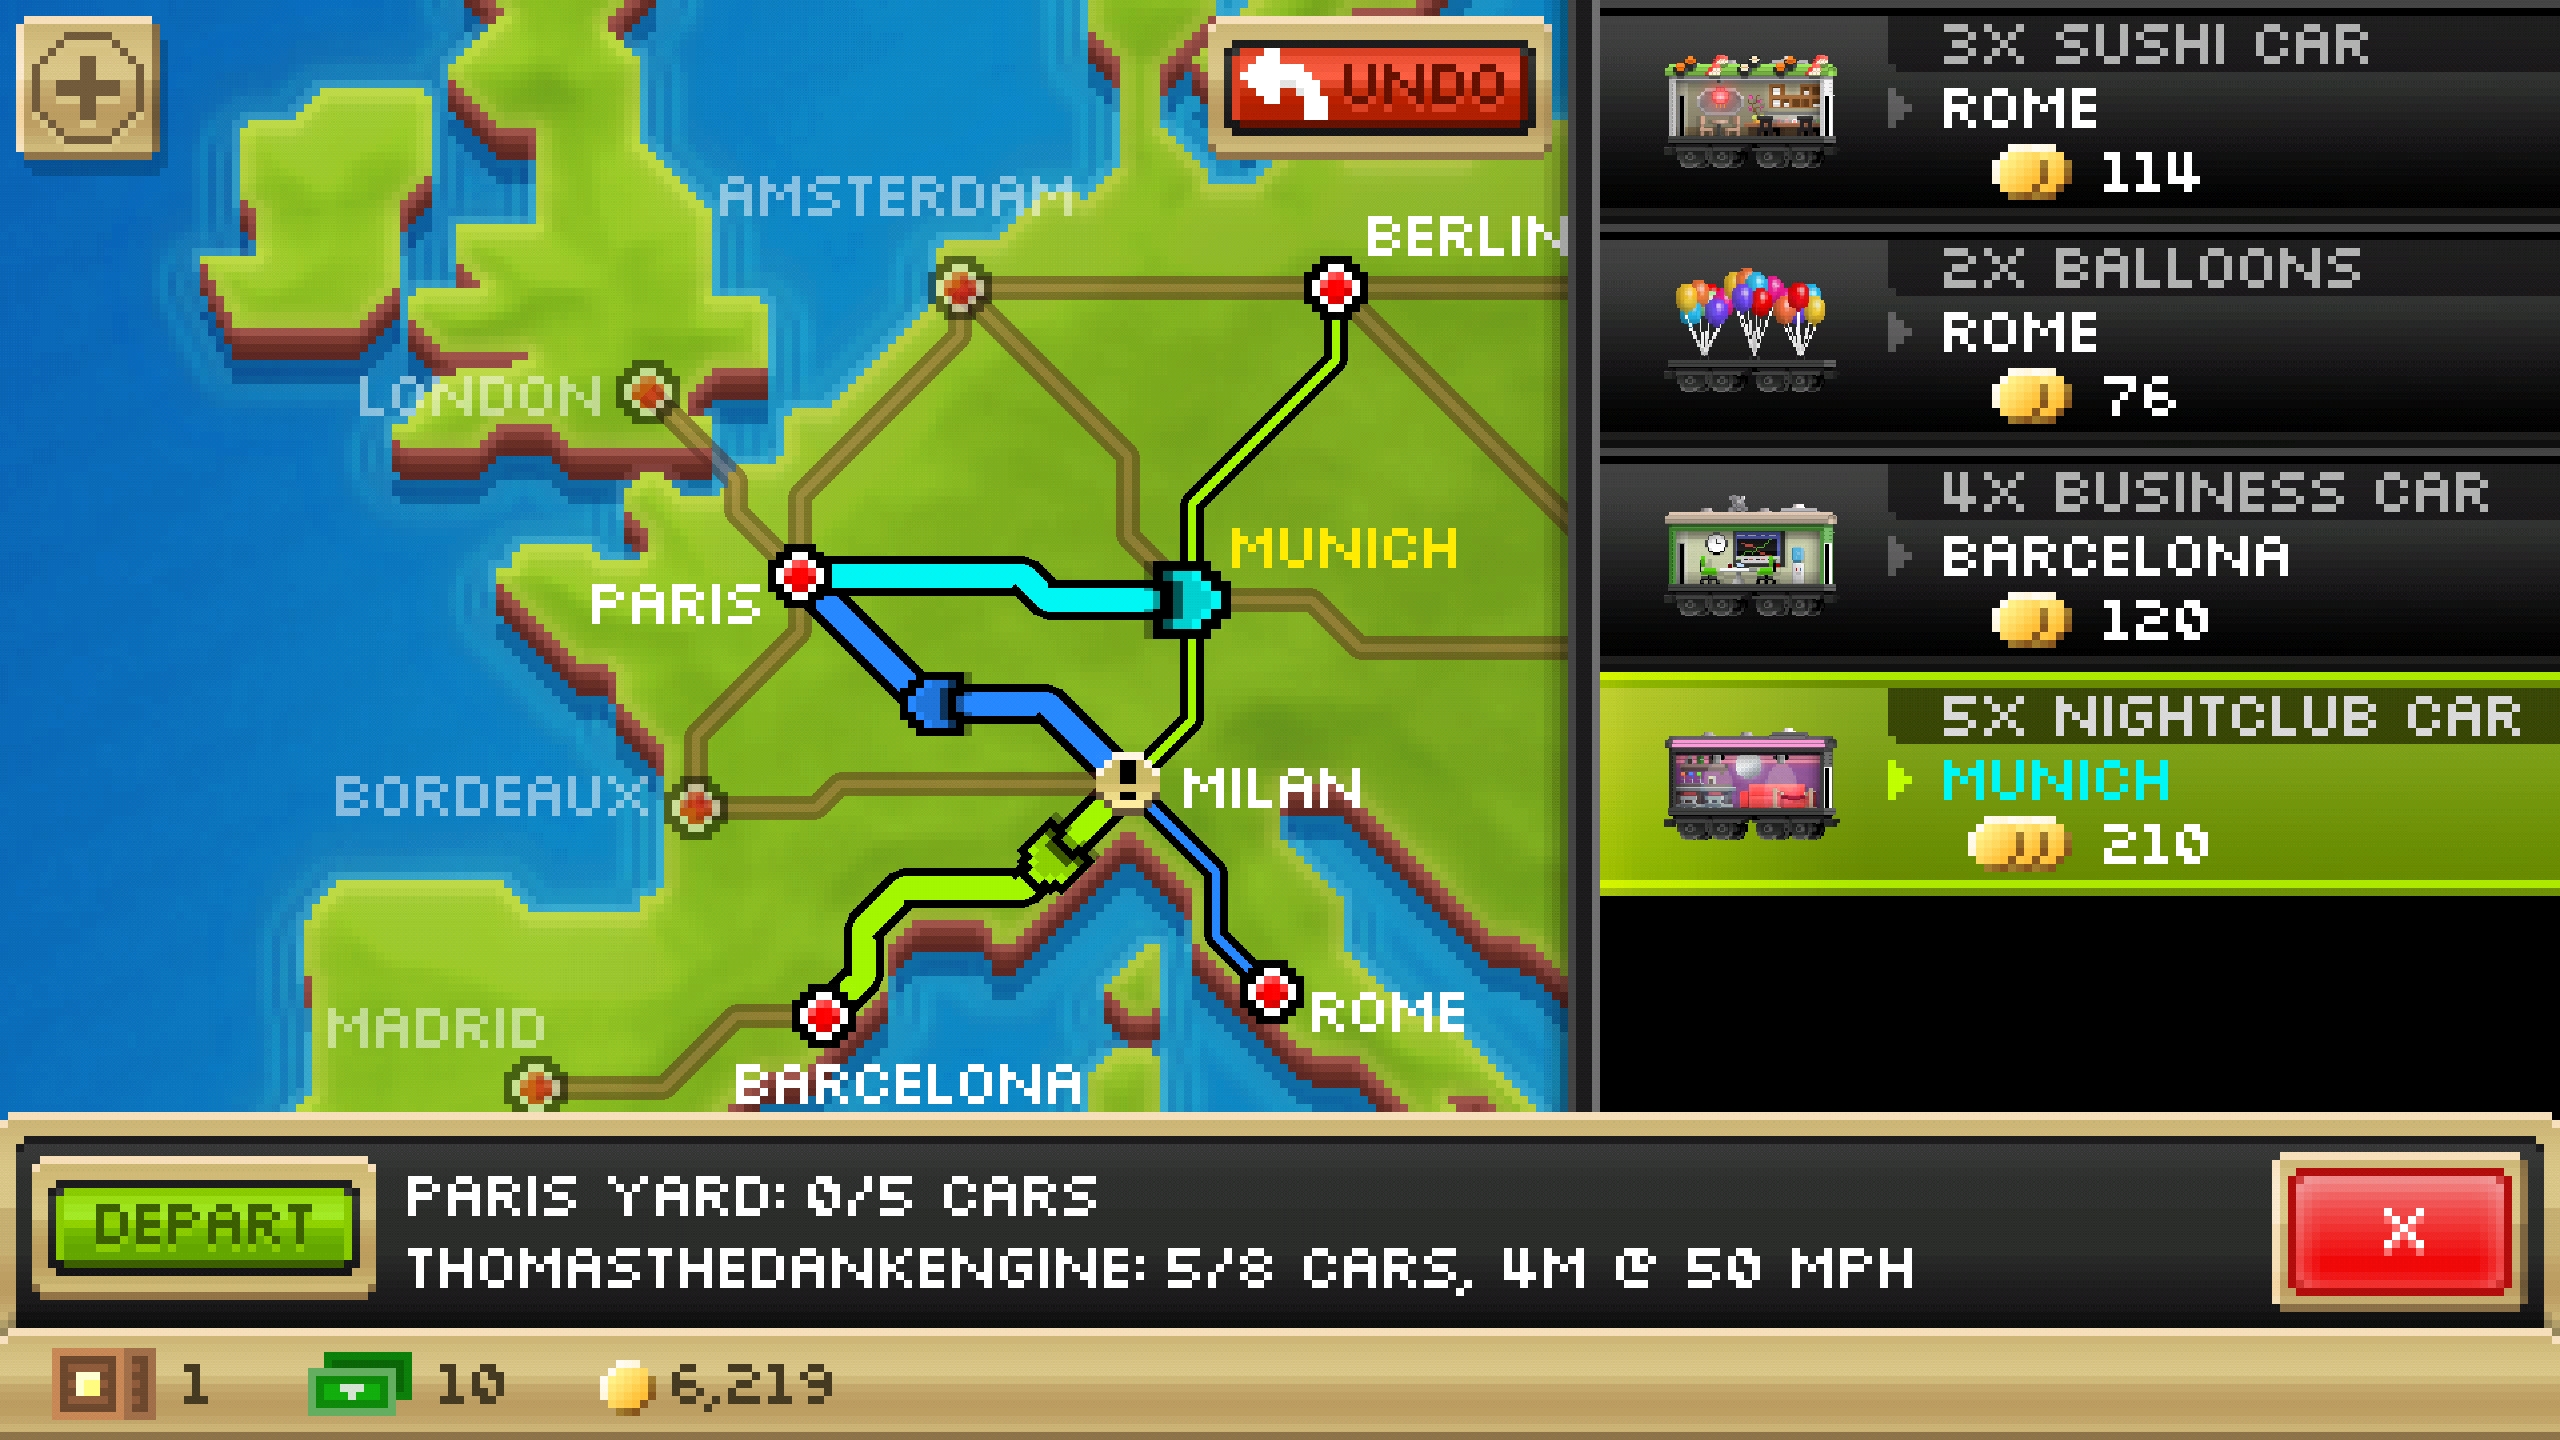 UNDO
AMSTERDAM
BERLIN
LONDON
MUNICH
PARIS
BORDEAUX
MILAN
MADRID
ROME
BARCELONA
3X SUSHI CAR
ROME
114
2X BALLOONS
ROME
76
4X BUSINESS CAR
BARCELONA
120
5X NIGHTCLUB CAR
MUNICH
210
DEPART
PARIS YARD: 0/5 CARS
THOMASTHEDANKENGINE: 5/8 CARS, 4M @ 50 MPH
X
1
10
6,219